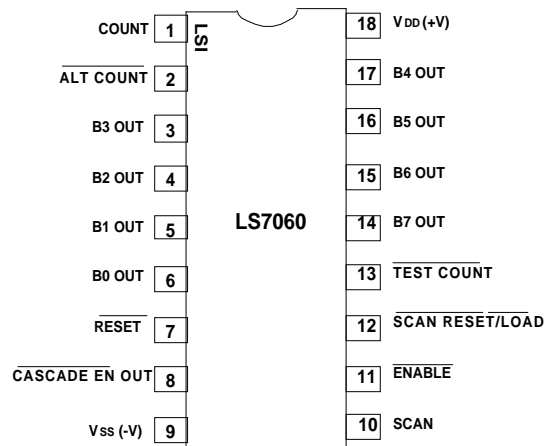 COUNT 1 LSI 18 VDD (+V)
ALT COUNT 2 17 B4 OUT
B3 OUT 3 16 B5 OUT
B2 OUT 4 15 B6 OUT
B1 OUT 5 LS7060 14 B7 OUT
B0 OUT 6 13 TEST COUNT
RESET 7 12 SCAN RESET/LOAD
CASCADE EN OUT 8 11 ENABLE
VSS (-V) 9 10 SCAN